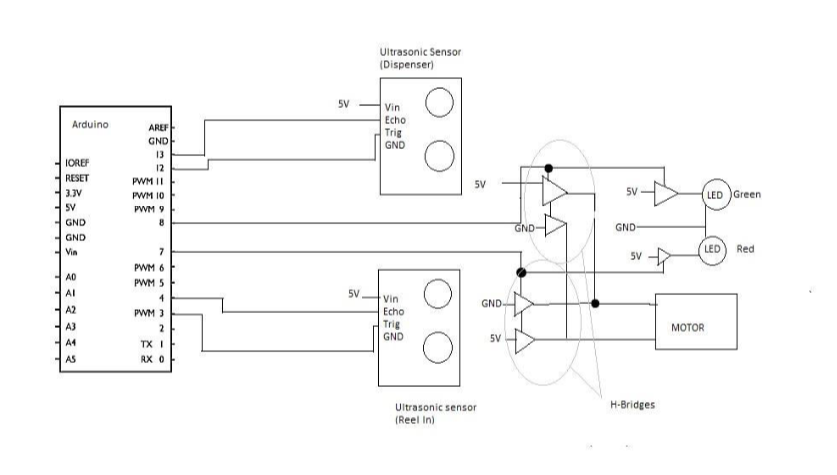 Ultrasonic Sensor
(Dispenser)
5V
Vin
Echo
Trig
GND
Arduino
AREF
GND
13
12
PWM 11
PWM 10
PWM 9
8
7
PWM 6
PWM 5
4
PWM 3
2
TX 1
RX 0
IOREF
RESET
3.3V
5V
GND
GND
Vin
A0
A1
A2
A3
A4
A5
5V
GND
5V
LED
Green
GND
5V
LED
Red
5V
Vin
Echo
Trig
GND
GND
5V
MOTOR
H-Bridges
Ultrasonic sensor
(Reel In)